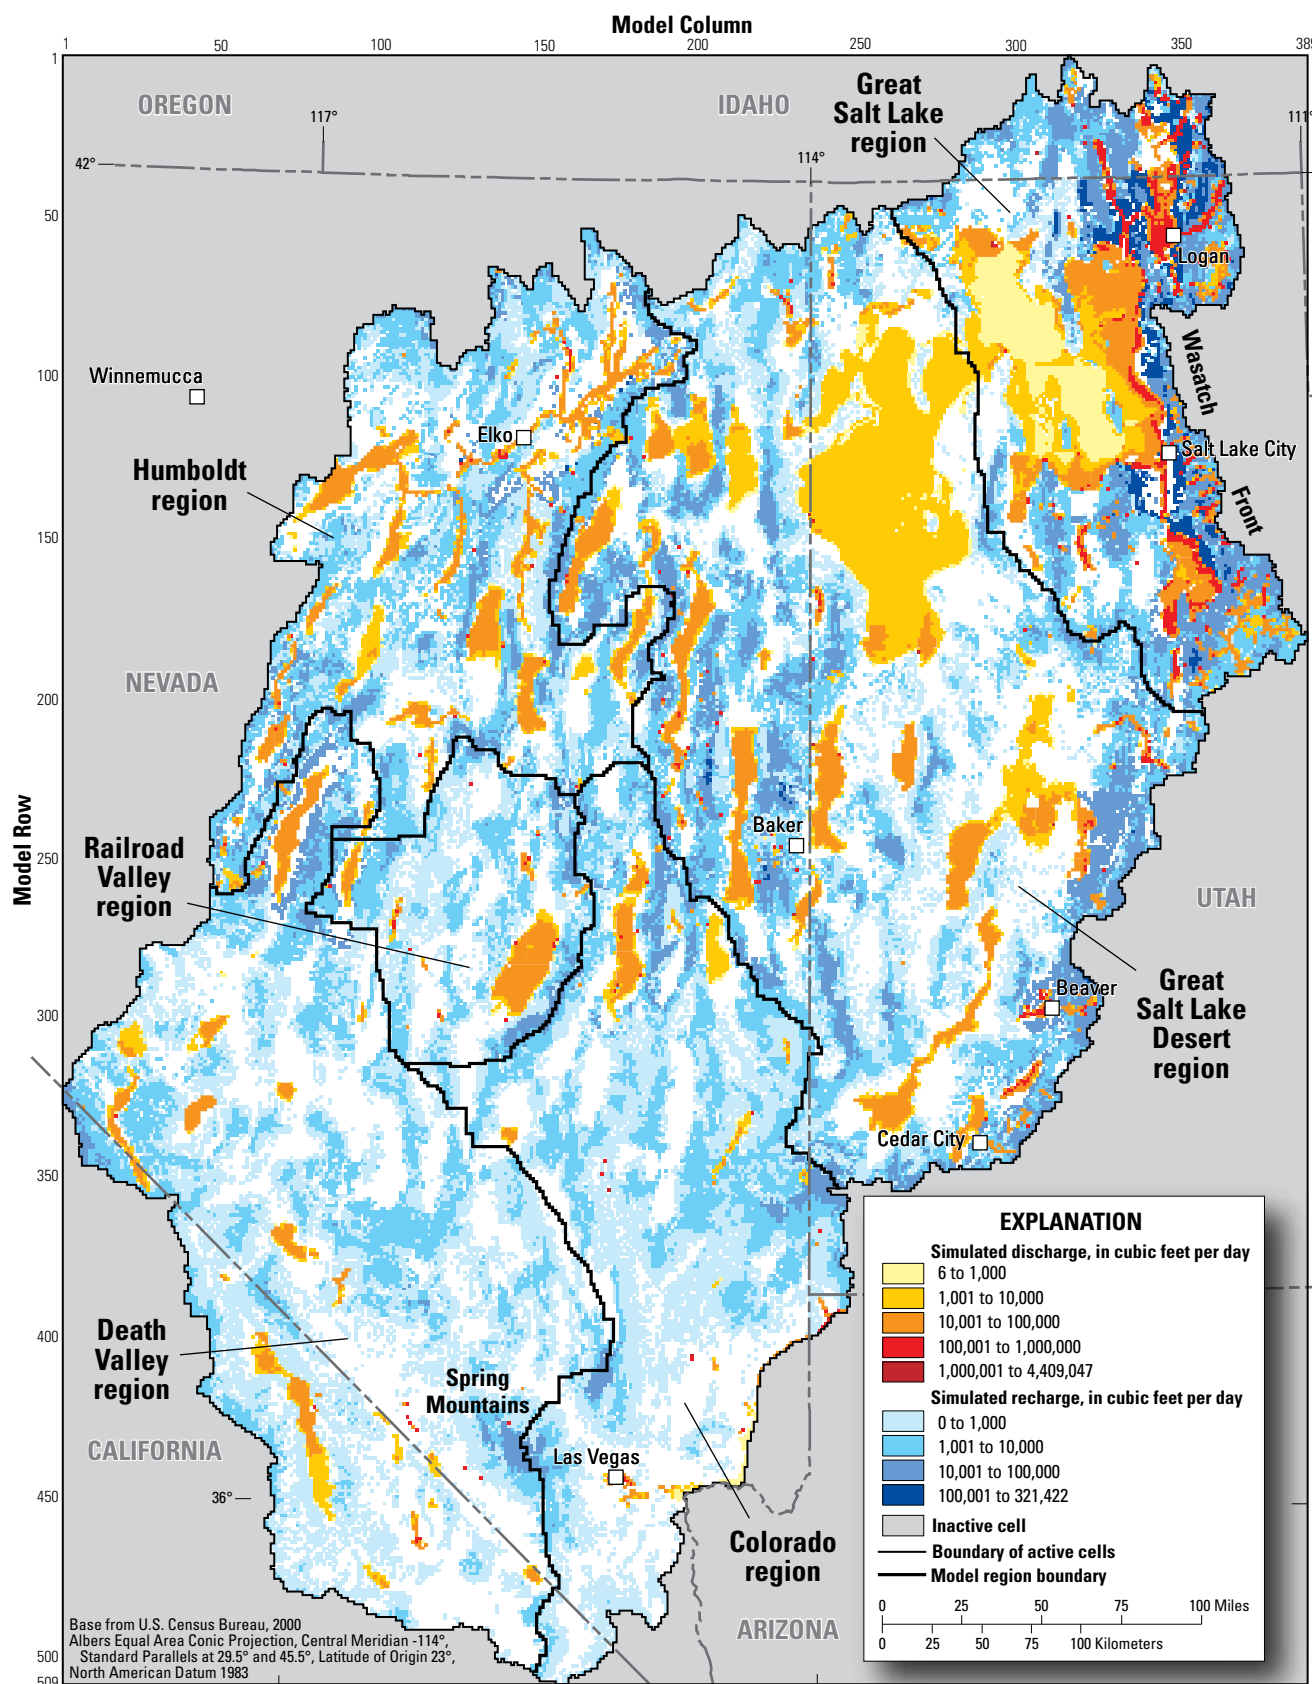 Model Column
1
50
100
150
200
250
300
350
389
1
50
100
150
200
250
300
350
400
450
500
509
Model Row
OREGON
IDAHO
117°
114°
111°
42°
36°
Great
Salt Lake
region
Logan
Wasatch
Front
Salt Lake City
Winnemucca
Elko
Humboldt
region
NEVADA
Baker
Railroad
Valley
region
UTAH
Beaver
Great
Salt Lake
Desert
region
Cedar City
Death
Valley
region
Spring
Mountains
CALIFORNIA
Las Vegas
Colorado
region
ARIZONA
EXPLANATION
Simulated discharge, in cubic feet per day
6 to 1,000
1,001 to 10,000
10,001 to 100,000
100,001 to 1,000,000
1,000,001 to 4,409,047
Simulated recharge, in cubic feet per day
0 to 1,000
1,001 to 10,000
10,001 to 100,000
100,001 to 321,422
Inactive cell
Boundary of active cells
Model region boundary
0 25 50 75 100 Miles
0 25 50 75 100 Kilometers
Base from U.S. Census Bureau, 2000
Albers Equal Area Conic Projection, Central Meridian -114°,
Standard Parallels at 29.5° and 45.5°, Latitude of Origin 23°,
North American Datum 1983